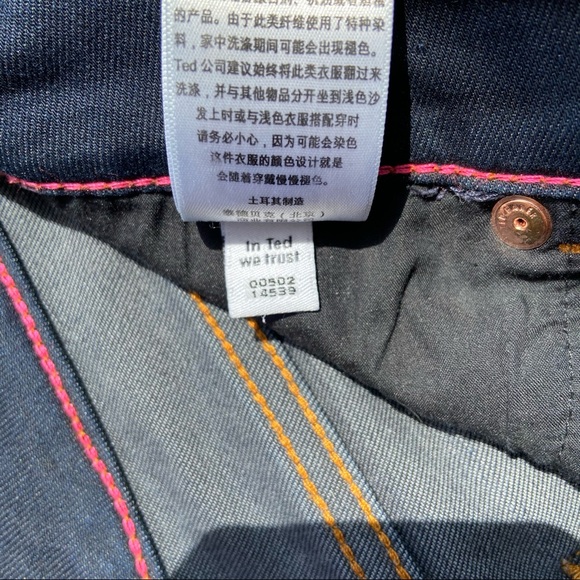 的产品。由于此类纤维使用了特种染
料，家中洗涤期间可能会出现褪色。
Ted 公司建议始终将此类衣服翻过来
洗涤，并与其他物品分开坐到浅色沙
发上时或与浅色衣服搭配穿时
请务必小心，因为可能会染色
这件衣服的颜色设计就是
会随着穿戴慢慢褪色。
土耳其制造
In Ted
we trust
00502
14539